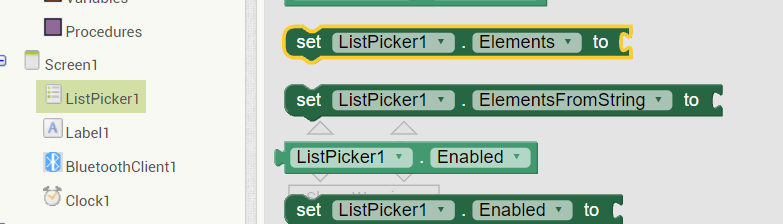 Procedures
Screen1
ListPicker1
Label1
BluetoothClient1
Clock1
set ListPicker1 . Elements to
set ListPicker1 . ElementsFromString to
ListPicker1 . Enabled
set ListPicker1 . Enabled to